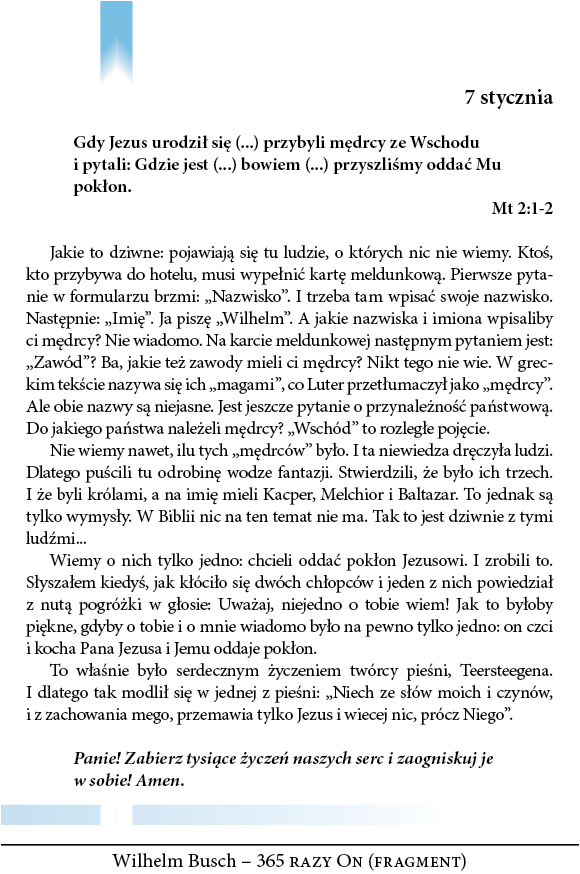 7 stycznia
Gdy Jezus urodził się (...) przybyli mędrcy ze Wschodu
i pytali: Gdzie jest (...) bowiem (...) przyszliśmy oddać Mu
pokłon.
Mt 2:1-2
Jakie to dziwne: pojawiają się tu ludzie, o których nic nie wiemy. Ktoś,
kto przybywa do hotelu, musi wypełnić kartę meldunkową. Pierwsze pyta-
nie w formularzu brzmi: „Nazwisko”. I trzeba tam wpisać swoje nazwisko.
Następnie: „Imię”. Ja piszę „Wilhelm”. A jakie nazwiska i imiona wpisaliby
ci mędrcy? Nie wiadomo. Na karcie meldunkowej następnym pytaniem jest:
„Zawód”? Ba, jakie też zawody mieli ci mędrcy? Nikt tego nie wie. W grec-
kim tekście nazywa się ich „magami”, co Luter przetłumaczył jako „mędrcy”.
Ale obie nazwy są niejasne. Jest jeszcze pytanie o przynależność państwową.
Do jakiego państwa należeli mędrcy? „Wschód” to rozległe pojęcie.
Nie wiemy nawet, ilu tych „mędrców” było. I ta niewiedza dręczyła ludzi.
Dlatego puścili tu odrobinę wodze fantazji. Stwierdzili, że było ich trzech.
I że byli królami, a na imię mieli Kacper, Melchior i Baltazar. To jednak są
tylko wymysły. W Biblii nic na ten temat nie ma. Tak to jest dziwnie z tymi
ludźmi...
Wiemy o nich tylko jedno: chcieli oddać pokłon Jezusowi. I zrobili to.
Słyszałem kiedyś, jak kłóciło się dwóch chłopców i jeden z nich powiedział
z nutą pogróżki w głosie: Uważaj, niejedno o tobie wiem! Jak to byłoby
piękne, gdyby o tobie i o mnie wiadomo było na pewno tylko jedno: on czci
i kocha Pana Jezusa i Jemu oddaje pokłon.
To właśnie było serdecznym życzeniem twórcy pieśni, Teersteegena.
I dlatego tak modlił się w jednej z pieśni: „Niech ze słów moich i czynów,
i z zachowania mego, przemawia tylko Jezus i wiecej nic, prócz Niego”.
Panie! Zabierz tysiące życzeń naszych serc i zaogniskuj je
w sobie! Amen.
Wilhelm Busch – 365 razy On (fragment)